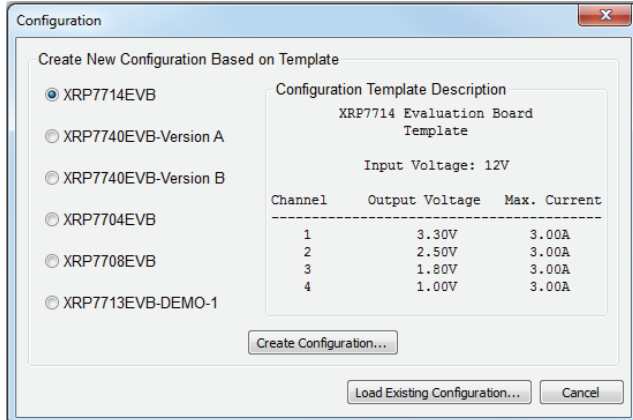 Configuration
Create New Configuration Based on Template
XRP7714EVB
XRP7740EVB-Version A
XRP7740EVB-Version B
XRP7704EVB
XRP7708EVB
XRP7713EVB-DEMO-1
Configuration Template Description
XRP7714 Evaluation Board
Template
Input Voltage: 12V
Channel Output Voltage Max. Current
--------------------------------------------
1 3.30V 3.00A
2 2.50V 3.00A
3 1.80V 3.00A
4 1.00V 3.00A
Create Configuration...
Load Existing Configuration... Cancel